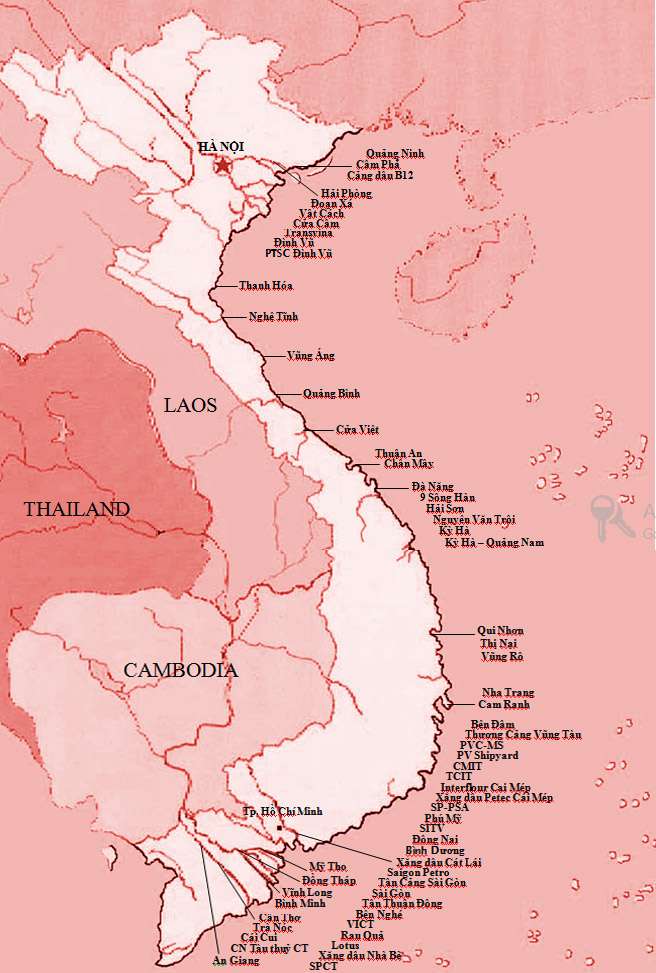 HÀ NỘI
Quảng Ninh
Cẩm Phả
Cảng dầu B12
Hải Phòng
Đoạn Xá
Vật Cách
Cửa Cấm
Transvina
Đình Vũ
PTSC Đình Vũ
Thanh Hóa
Nghệ Tĩnh
Vũng Áng
Quảng Bình
LAOS
Cửa Việt
Thuận An
Chân Mây
Đà Nẵng
9 Sông Hàn
Hải Sơn
THAILAND
Nguyễn Văn Trỗi
Kỳ Hà
Kỳ Hà – Quảng Nam
Qui Nhơn
Thị Nại
Vũng Rô
CAMBODIA
Nha Trang
Cam Ranh
Bến Đầm
Thương Cảng Vũng Tàu
PVC-MS
PV Shipyard
CMIT
TCIT
Interflour Cai Mép
Xăng dầu Petec Cái Mép
SP-PSA
Phú Mỹ
SITV
Tp. Hồ Chí Minh
Đồng Nai
Bình Dương
Xăng dầu Cát Lái
Saigon Petro
Tân Cảng Sài Gòn
Sài Gòn
Tân Thuận Đông
Bến Nghé
VICT
Rau Quả
Lotus
Xăng dầu Nhà Bè
SPCT
Mỹ Tho
Đồng Tháp
Vĩnh Long
Bình Minh
Cần Thơ
Trà Nóc
Cái Cui
CN Tàu thuỷ CT
An Giang